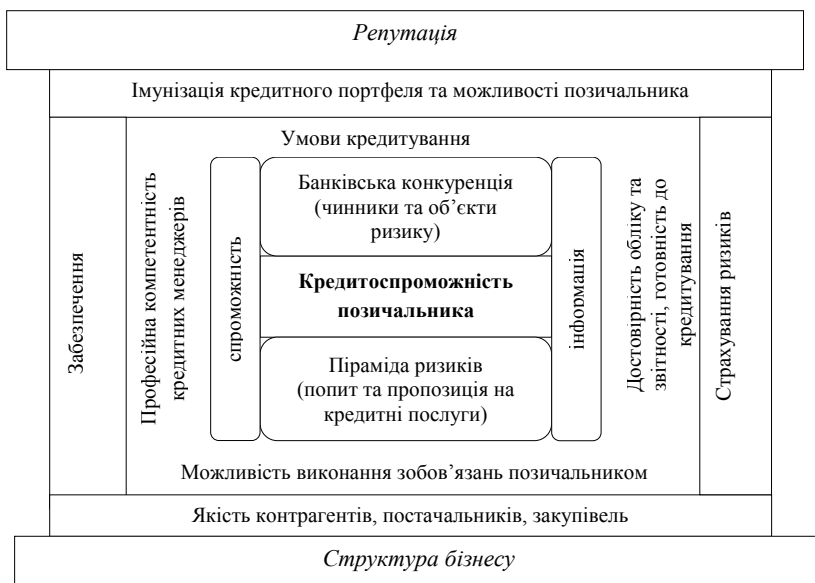 Репутація
Імунізація кредитного портфеля та можливості позичальника
Забезпечення
Професійна компетентність
кредитних менеджерів
Умови кредитування
спроможність
Банківська конкуренція
(чинники та об’єкти
ризику)
Кредитоспроможність
позичальника
Піраміда ризиків
(попит та пропозиція на
кредитні послуги)
інформація
Достовірність обліку та
звітності, готовність до
кредитування
Страхування ризиків
Можливість виконання зобов’язань позичальником
Якість контрагентів, постачальників, закупівель
Структура бізнесу